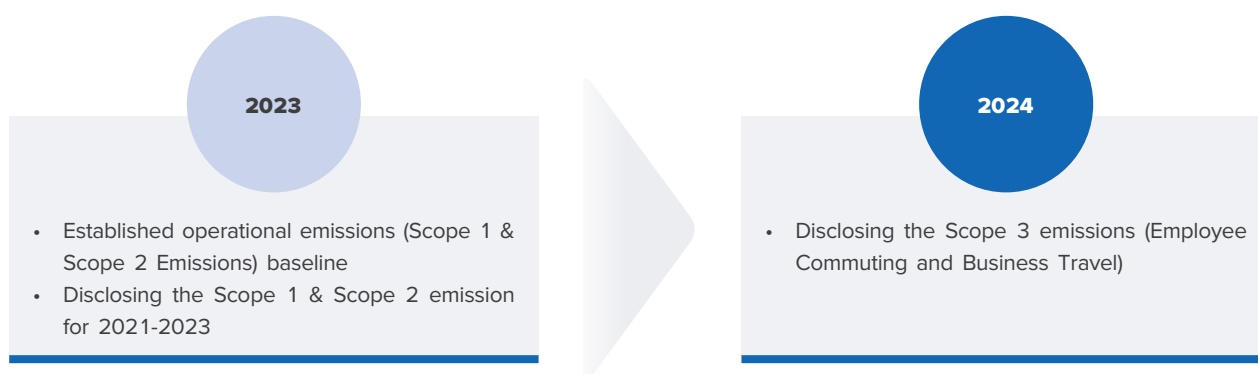 2023
• Established operational emissions (Scope 1 &
Scope 2 Emissions) baseline
• Disclosing the Scope 1 & Scope 2 emission
for 2021-2023
2024
• Disclosing the Scope 3 emissions (Employee
Commuting and Business Travel)